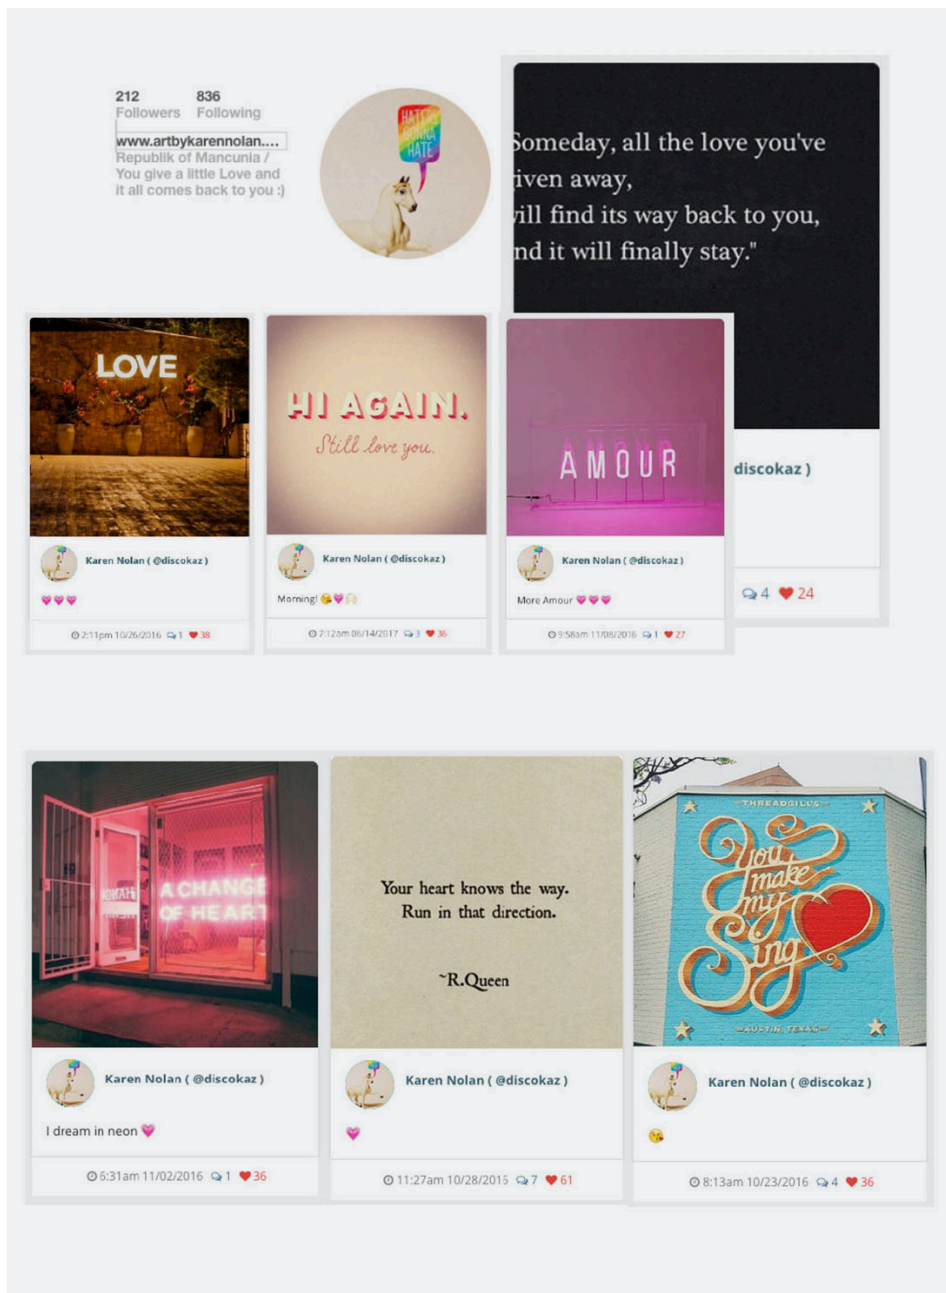 212 836
Followers Following
www.artbykarennolan....
Republik of Mancunia /
You give a little Love and
it all comes back to you :)
HATERS
GONNA
HATE
Someday, all the love you've
given away,
will find its way back to you,
and it will finally stay."
discokaz )
4 24
LOVE
Karen Nolan ( @discokaz )
💗💗💗
2:11pm 10/26/2016 1 38
HI AGAIN.
Still love you.
Karen Nolan ( @discokaz )
Morning! 😘💗🙌🏻
7:12am 06/14/2017 3 36
AMOUR
Karen Nolan ( @discokaz )
More Amour 💗💗💗
9:58am 11/08/2016 1 27
A CHANGE
OF HEART
Karen Nolan ( @discokaz )
I dream in neon 💗
6:31am 11/02/2016 1 36
Your heart knows the way.
Run in that direction.
~R.Queen
Karen Nolan ( @discokaz )
💗
11:27am 10/28/2016 7 61
THREADGILL'S
You
make
my
Sing
AUSTIN, TEXAS
Karen Nolan ( @discokaz )
😘
8:13am 10/23/2016 4 36